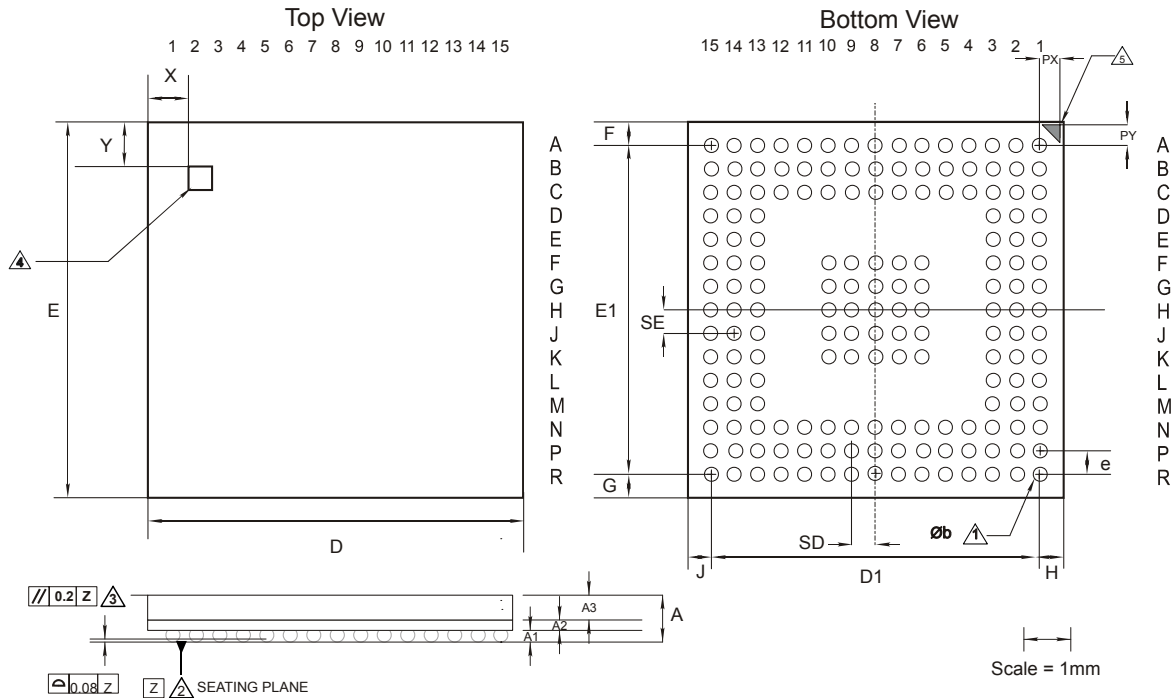 Top View
1 2 3 4 5 6 7 8 9 10 11 12 13 14 15
X
Y
4
E
D
A
B
C
D
E
F
G
H
J
K
L
M
N
P
R
Bottom View
15 14 13 12 11 10 9 8 7 6 5 4 3 2 1
PX
5
PY
F
E1
SE
G
J
SD
D1
H
e
Øb 1
A
B
C
D
E
F
G
H
J
K
L
M
N
P
R
// 0.2 Z 3
A3
A2
A1
A
0.08 Z
Z 2 SEATING PLANE
Scale = 1mm